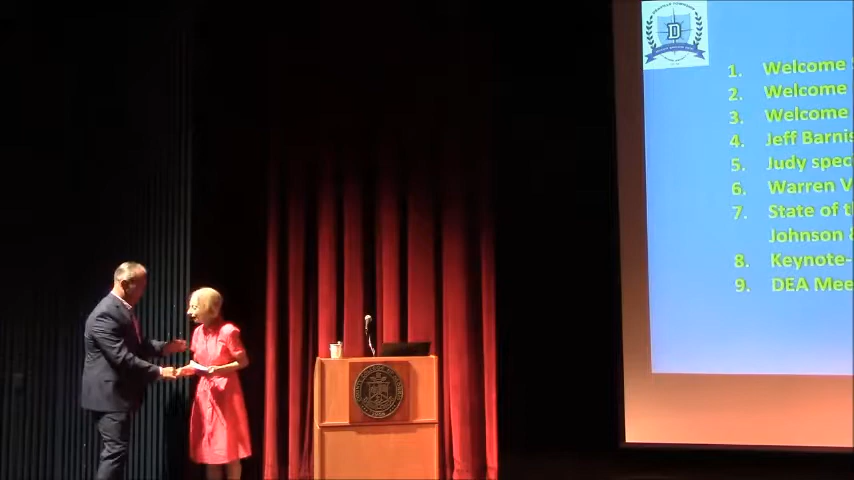 D
1. Welcome
2. Welcome
3. Welcome
4. Jeff Barnis
5. Judy spec
6. Warren V
7. State of th
Johnson &
8. Keynote-
9. DEA Mee